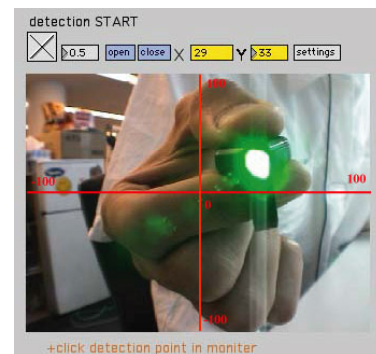 detection START
0.5 open close X 29 Y 33 settings
100
-100 100
0
-100
+click detection point in moniter